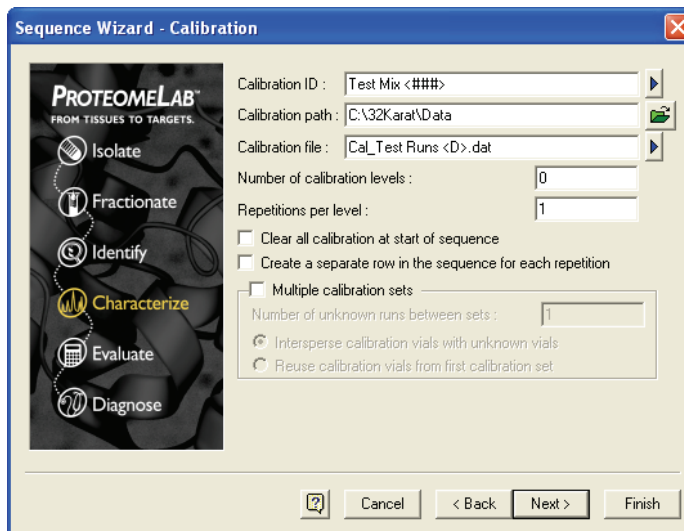 Sequence Wizard - Calibration
PROTEOMELAB™
FROM TISSUES TO TARGETS.
Isolate
Fractionate
Identify
Characterize
Evaluate
Diagnose
Calibration ID : Test Mix <###>
Calibration path : C:\32Karat\Data
Calibration file : Cal_Test Runs <D>.dat
Number of calibration levels : 0
Repetitions per level : 1
Clear all calibration at start of sequence
Create a separate row in the sequence for each repetition
Multiple calibration sets
Number of unknown runs between sets : 1
Intersperse calibration vials with unknown vials
Reuse calibration vials from first calibration set
? Cancel < Back Next > Finish